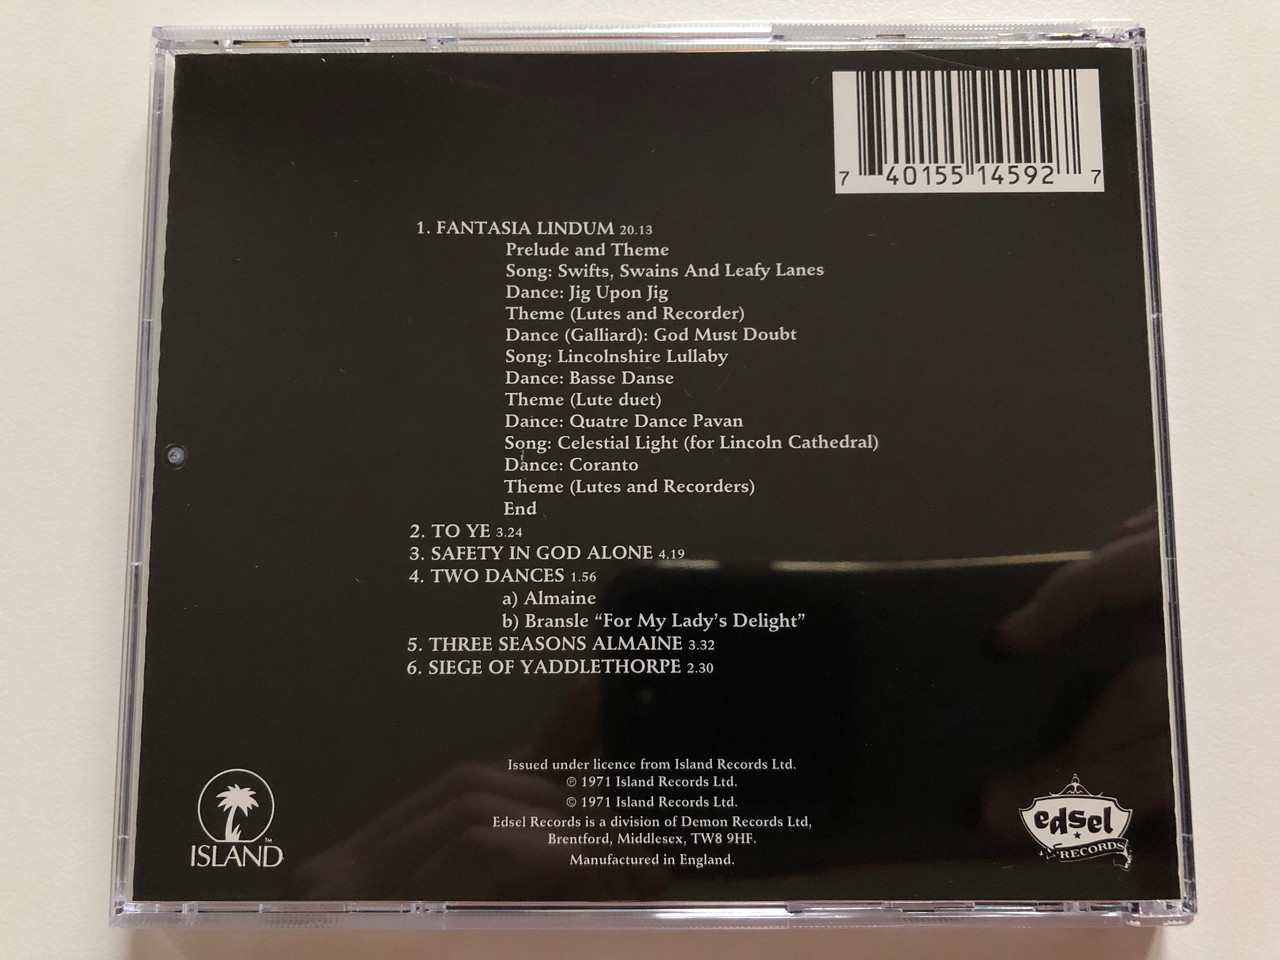 7 40155 14592 7
1. FANTASIA LINDUM 20.13
Prelude and Theme
Song: Swifts, Swains And Leafy Lanes
Dance: Jig Upon Jig
Theme (Lutes and Recorder)
Dance (Galliard): God Must Doubt
Song: Lincolnshire Lullaby
Dance: Basse Danse
Theme (Lute duet)
Dance: Quatre Dance Pavan
Song: Celestial Light (for Lincoln Cathedral)
Dance: Coranto
Theme (Lutes and Recorders)
End
2. TO YE 3.24
3. SAFETY IN GOD ALONE 4.19
4. TWO DANCES 1.56
a) Almaine
b) Bransle “For My Lady’s Delight”
5. THREE SEASONS ALMAINE 3.32
6. SIEGE OF YADDLETHORPE 2.30
Issued under licence from Island Records Ltd.
℗ 1971 Island Records Ltd.
© 1971 Island Records Ltd.
Edsel Records is a division of Demon Records Ltd,
Brentford, Middlesex, TW8 9HF.
Manufactured in England.
ISLAND™
edsel
RECORDS